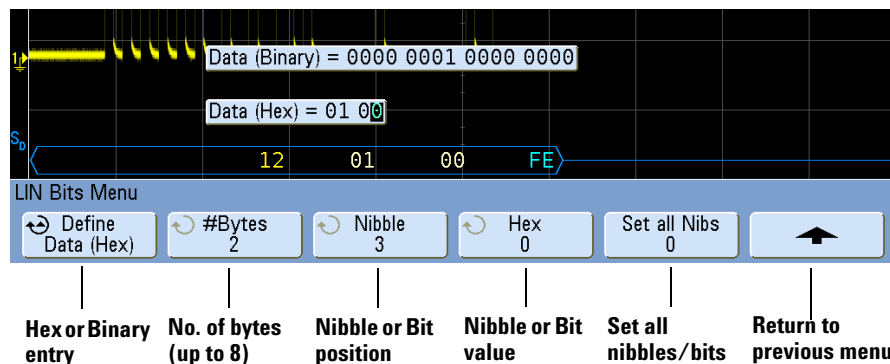 1
Data (Binary) = 0000 0001 0000 0000
Data (Hex) = 01 00
SD
12 01 00 FE
LIN Bits Menu
Define
Data (Hex)
#Bytes
2
Nibble
3
Hex
0
Set all Nibs
0
Hex or Binary
entry
No. of bytes
(up to 8)
Nibble or Bit
position
Nibble or Bit
value
Set all
nibbles/bits
Return to
previous menu